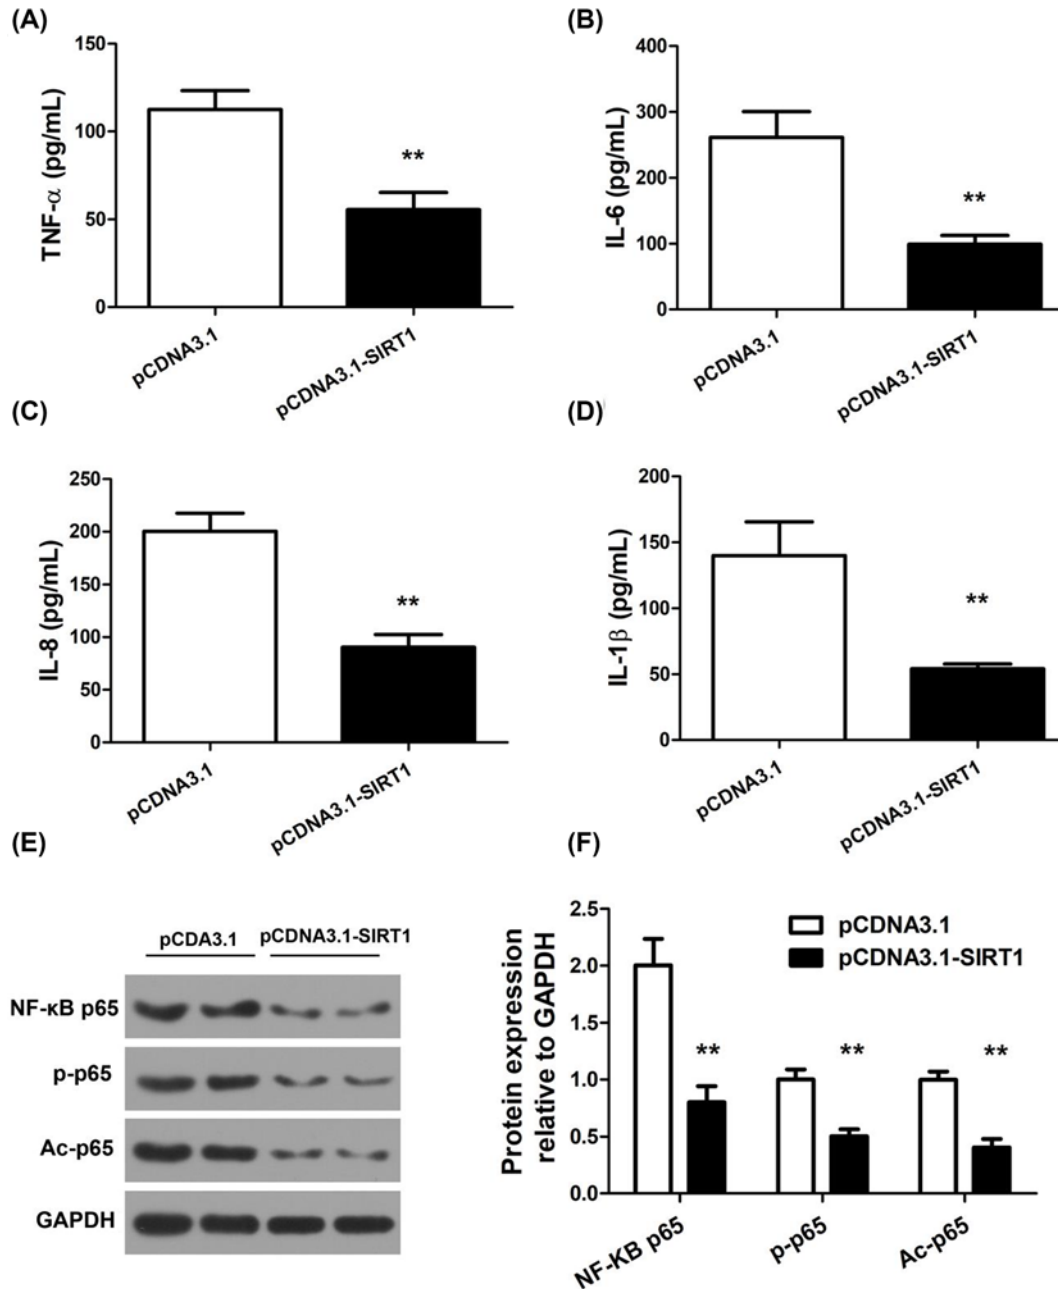 (A)
150
100
50
0
TNF-α (pg/mL)
**
pCDNA3.1
pCDNA3.1-SIRT1
(B)
400
300
200
100
0
IL-6 (pg/mL)
**
pCDNA3.1
pCDNA3.1-SIRT1
(C)
250
200
150
100
50
0
IL-8 (pg/mL)
**
pCDNA3.1
pCDNA3.1-SIRT1
(D)
200
150
100
50
0
IL-1β (pg/mL)
**
pCDNA3.1
pCDNA3.1-SIRT1
(E)
pCDA3.1 pCDNA3.1-SIRT1
NF-κB p65
p-p65
Ac-p65
GAPDH
(F)
2.5
2.0
1.5
1.0
0.5
0.0
Protein expression
relative to GAPDH
pCDNA3.1
pCDNA3.1-SIRT1
** ** **
NF-KB p65
p-p65
Ac-p65